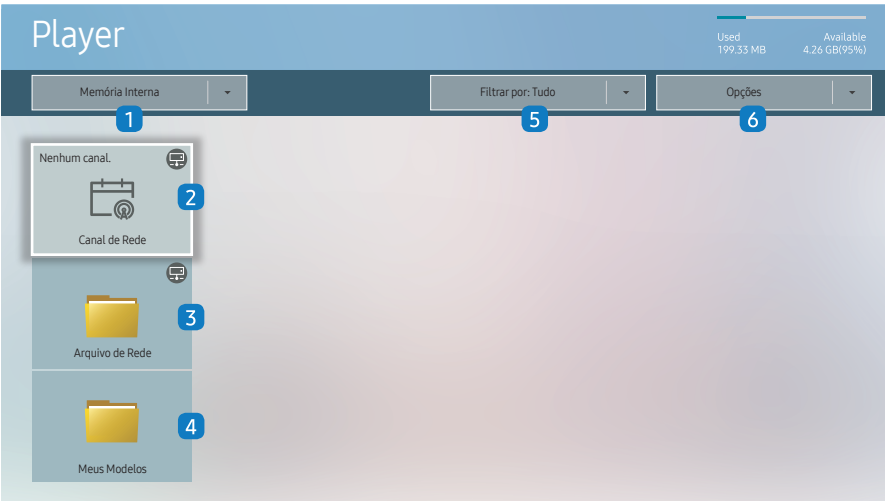 Player
Used Available
199.33 MB 4.26 GB(95%)
Memória Interna
Filtrar por: Tudo
Opções
1
5
6
Nenhum canal.
2
Canal de Rede
3
Arquivo de Rede
4
Meus Modelos